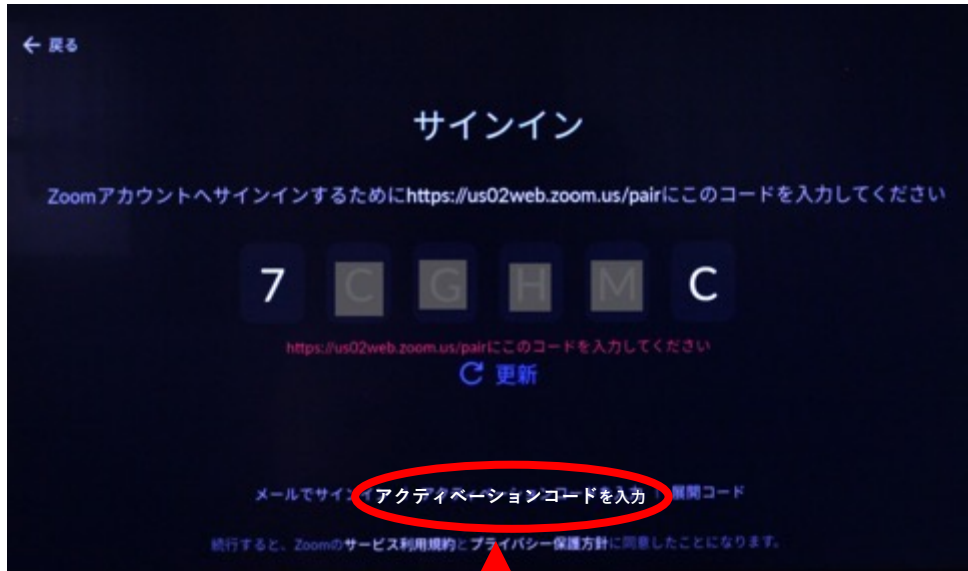 ← 戻る
サインイン
Zoomアカウントへサインインするためにhttps://us02web.zoom.us/pairにこのコードを入力してください
7 C G H M C
https://us02web.zoom.us/pairにこのコードを入力してください
更新
メールでサインイ アクティベーションコードを入力 展開コード
続行すると、Zoomのサービス利用規約とプライバシー保護方針に同意したことになります。